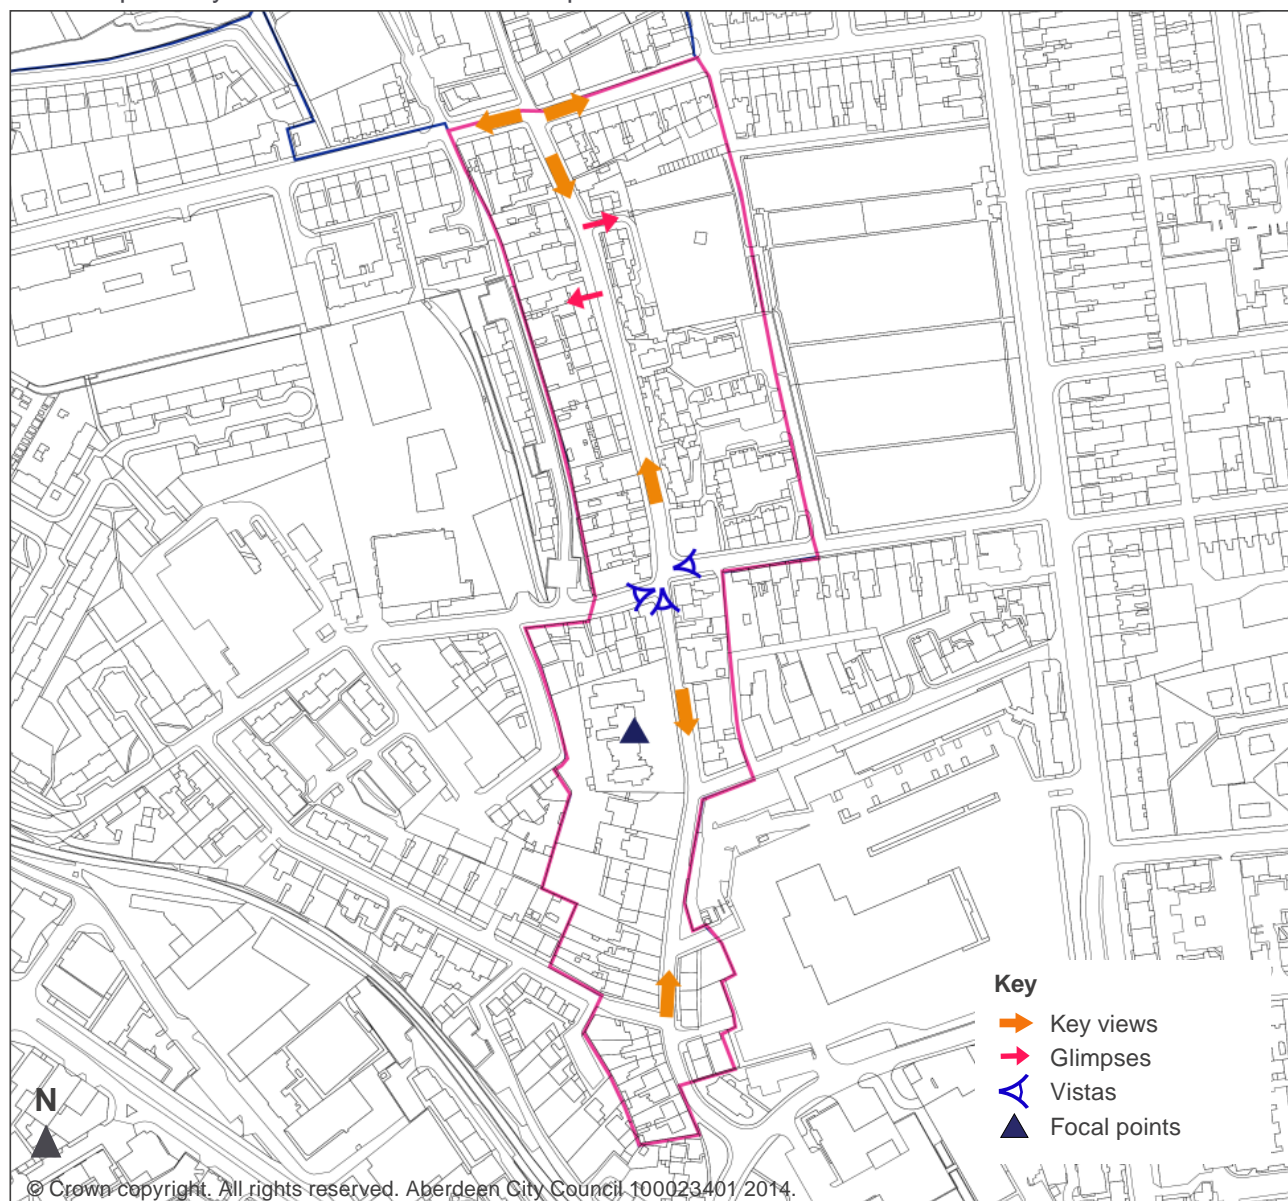 Key
Key views
Glimpses
Vistas
Focal points
N
© Crown copyright. All rights reserved. Aberdeen City Council 100023401 2014.